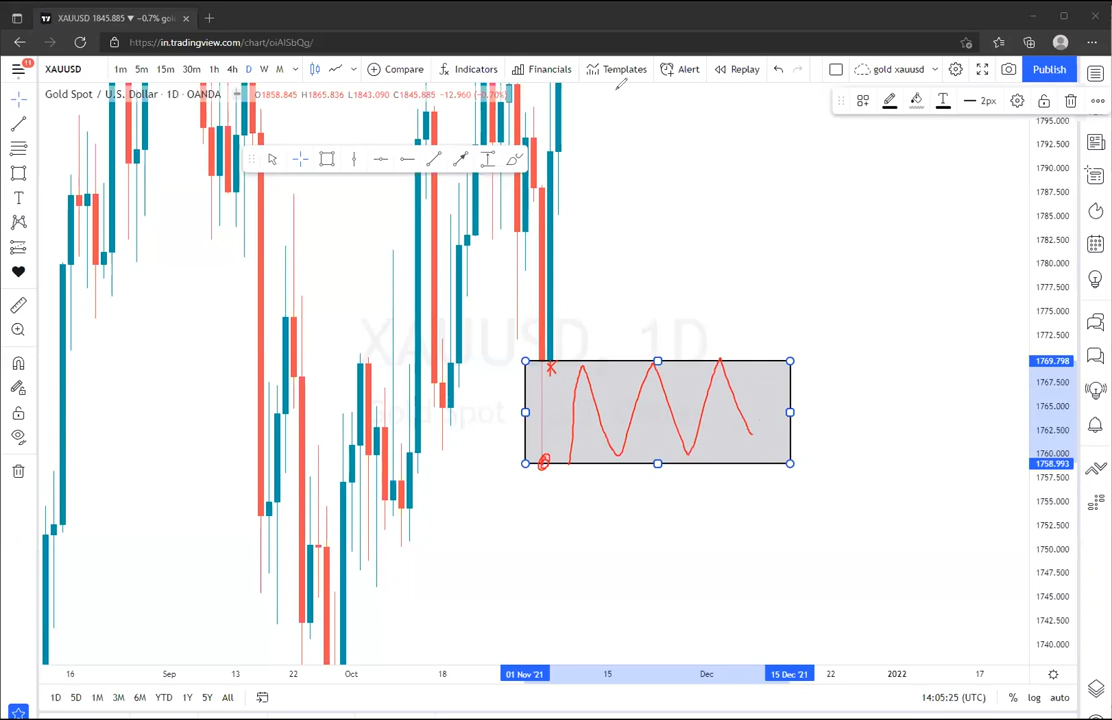 XAUUSD 1845.885 ▼ −0.7% gol
https://in.tradingview.com/chart/oiAlSbQg/
11
XAUUSD 1m 5m 15m 30m 1h 4h D W M Compare Indicators Financials Templates Alert Replay gold xauusd Publish
Gold Spot / U.S. Dollar · 1D · OANDA O1858.845 H1865.836 L1843.090 C1845.885 −12.960 (−0.70%)
2px
1795.000
1792.500
1790.000
1787.500
1785.000
1782.500
1780.000
1777.500
1775.000
1772.500
1769.798
1767.500
1765.000
1762.500
1760.000
1758.993
1757.500
1755.000
1752.500
1750.000
1747.500
1745.000
1742.500
1740.000
XAUUSD, 1D
Gold Spot
16 Sep 13 22 Oct 18 01 Nov '21 15 Dec 15 Dec '21 22 2022 17
1D 5D 1M 3M 6M YTD 1Y 5Y All 14:05:25 (UTC) % log auto